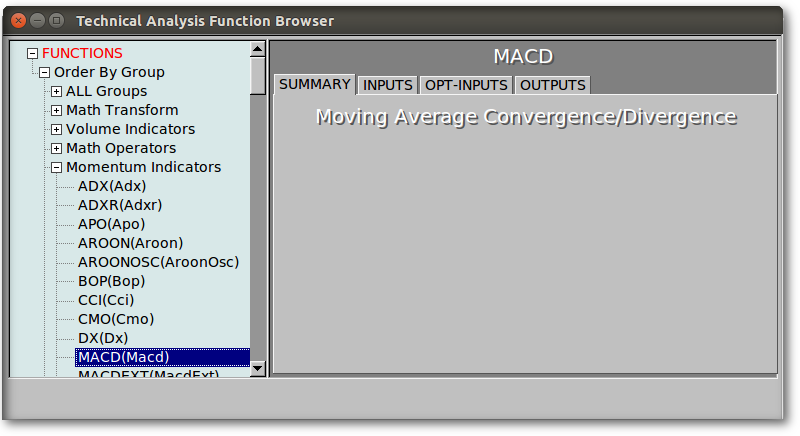 Technical Analysis Function Browser
FUNCTIONS
Order By Group
ALL Groups
Math Transform
Volume Indicators
Math Operators
Momentum Indicators
ADX(Adx)
ADXR(Adxr)
APO(Apo)
AROON(Aroon)
AROONOSC(AroonOsc)
BOP(Bop)
CCI(Cci)
CMO(Cmo)
DX(Dx)
MACD(Macd)
MACDEXT(MacdExt)
MACD
SUMMARY INPUTS OPT-INPUTS OUTPUTS
Moving Average Convergence/Divergence